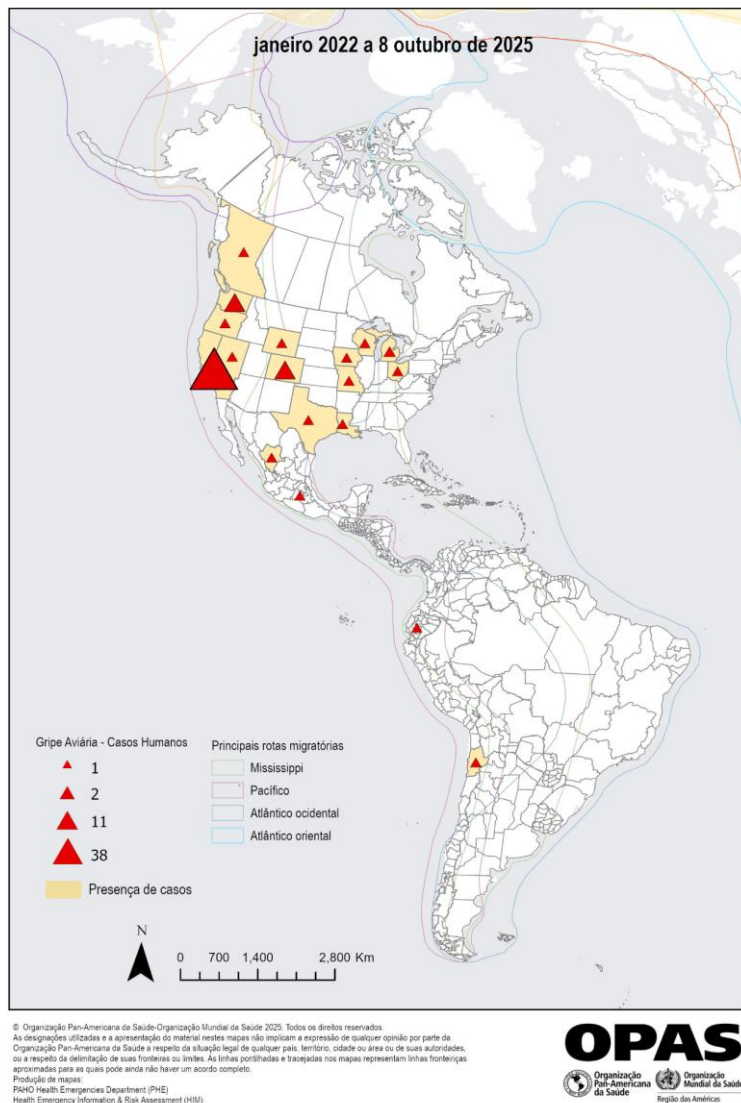 janeiro 2022 a 8 outubro de 2025
Gripe Aviária - Casos Humanos
1
2
11
38
Presença de casos
Principais rotas migratórias
Mississippi
Pacífico
Atlântico ocidental
Atlântico oriental
N
0 700 1,400 2,800 Km
© Organização Pan-Americana da Saúde-Organização Mundial da Saúde 2025. Todos os direitos reservados.
As designações utilizadas e a apresentação do material nestes mapas não implicam a expressão de qualquer opinião por parte da
Organização Pan-Americana da Saúde a respeito da situação legal de qualquer país, território, cidade ou área ou de suas autoridades,
ou a respeito da delimitação de suas fronteiras ou limites. As linhas pontilhadas e tracejadas nos mapas representam linhas fronteiriças
aproximadas para as quais pode ainda não haver um acordo completo.
Produção de mapas:
PAHO Health Emergencies Department (PHE)
Health Emergency Information & Risk Assessment (HIM)
OPAS
Organização
Pan-Americana
da Saúde
Organização
Mundial da Saúde
Região das Américas